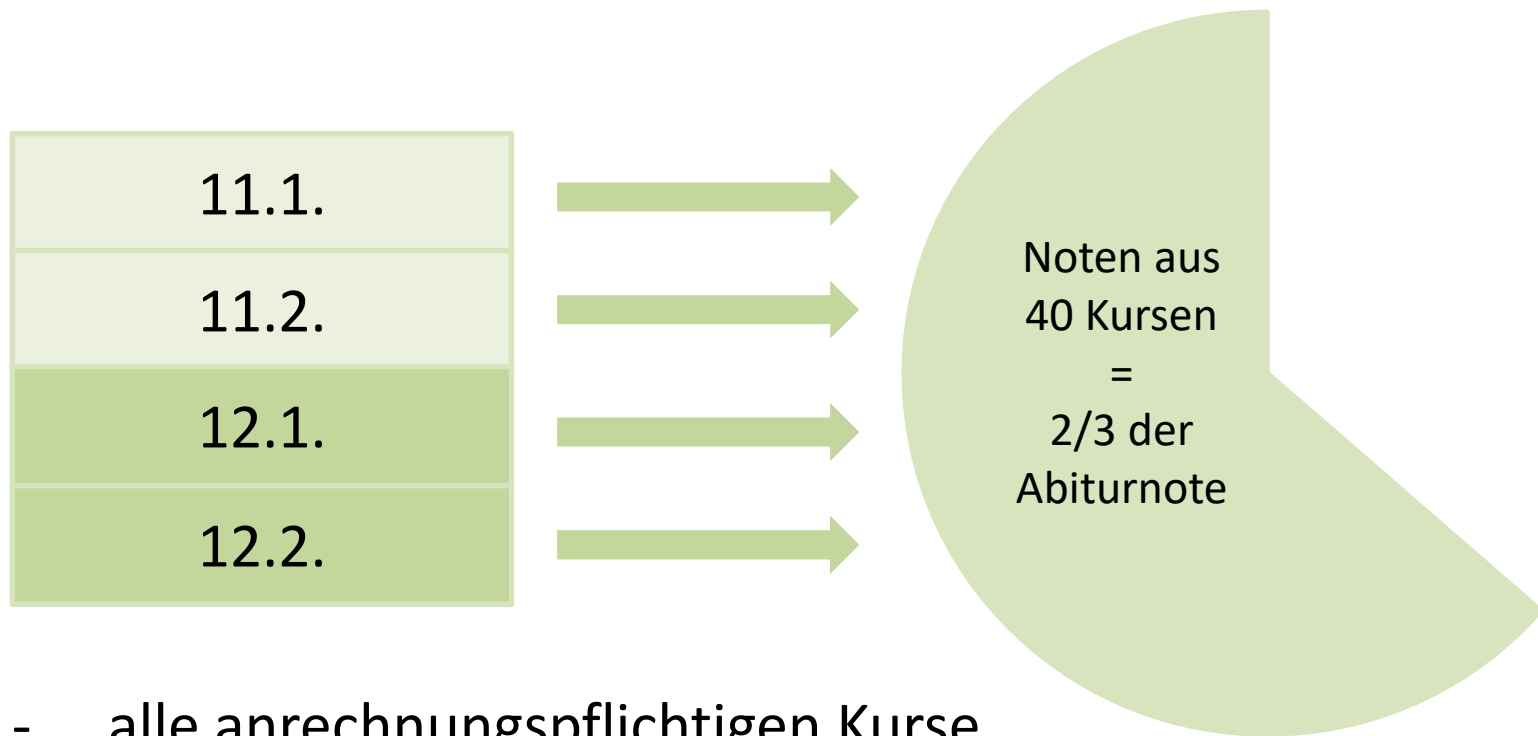 11.1.
11.2.
12.1.
12.2.
Noten aus
40 Kursen
=
2/3 der
Abiturnote
- alle anrechnungspflichtigen Kurse